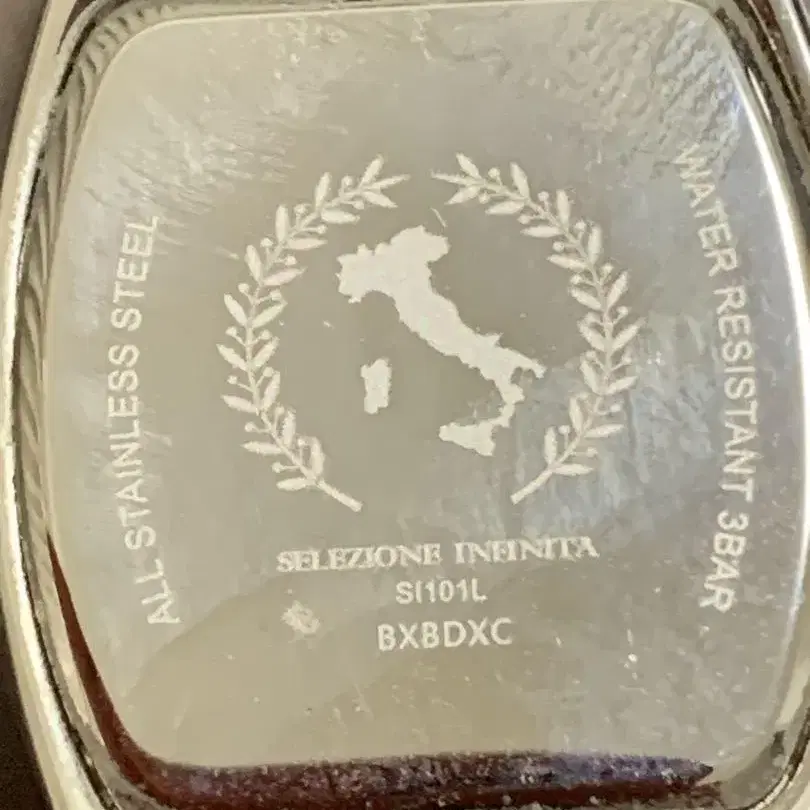 ALL STAINLESS STEEL
WATER RESISTANT 3BAR
SELEZIONE INFINITA
SI101L
BXBDXC